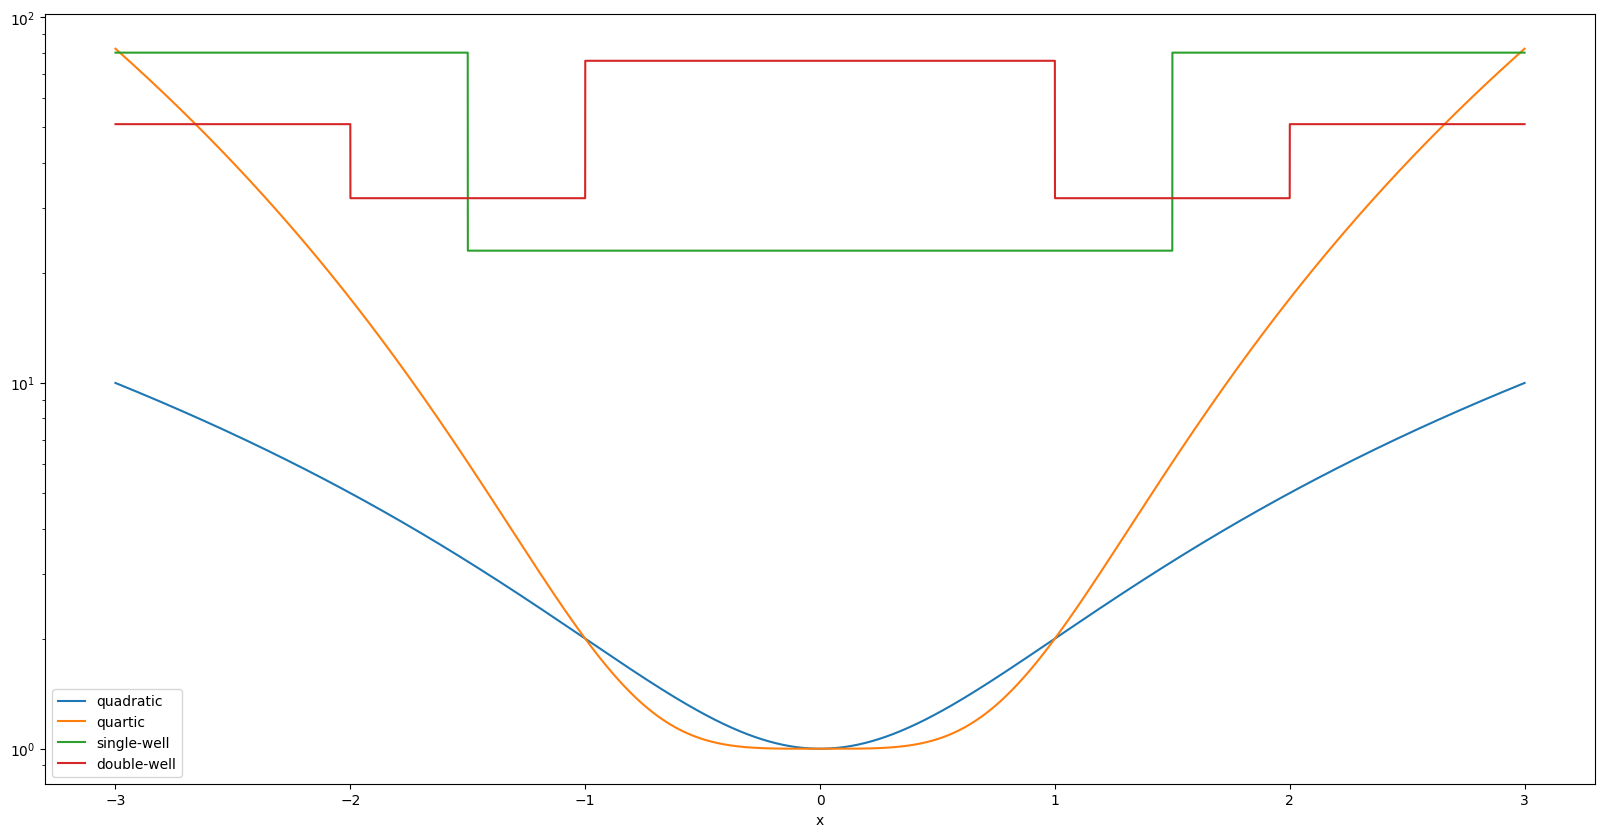 10²
10¹
10⁰
quadratic
quartic
single-well
double-well
−3 −2 −1 0 1 2 3
x